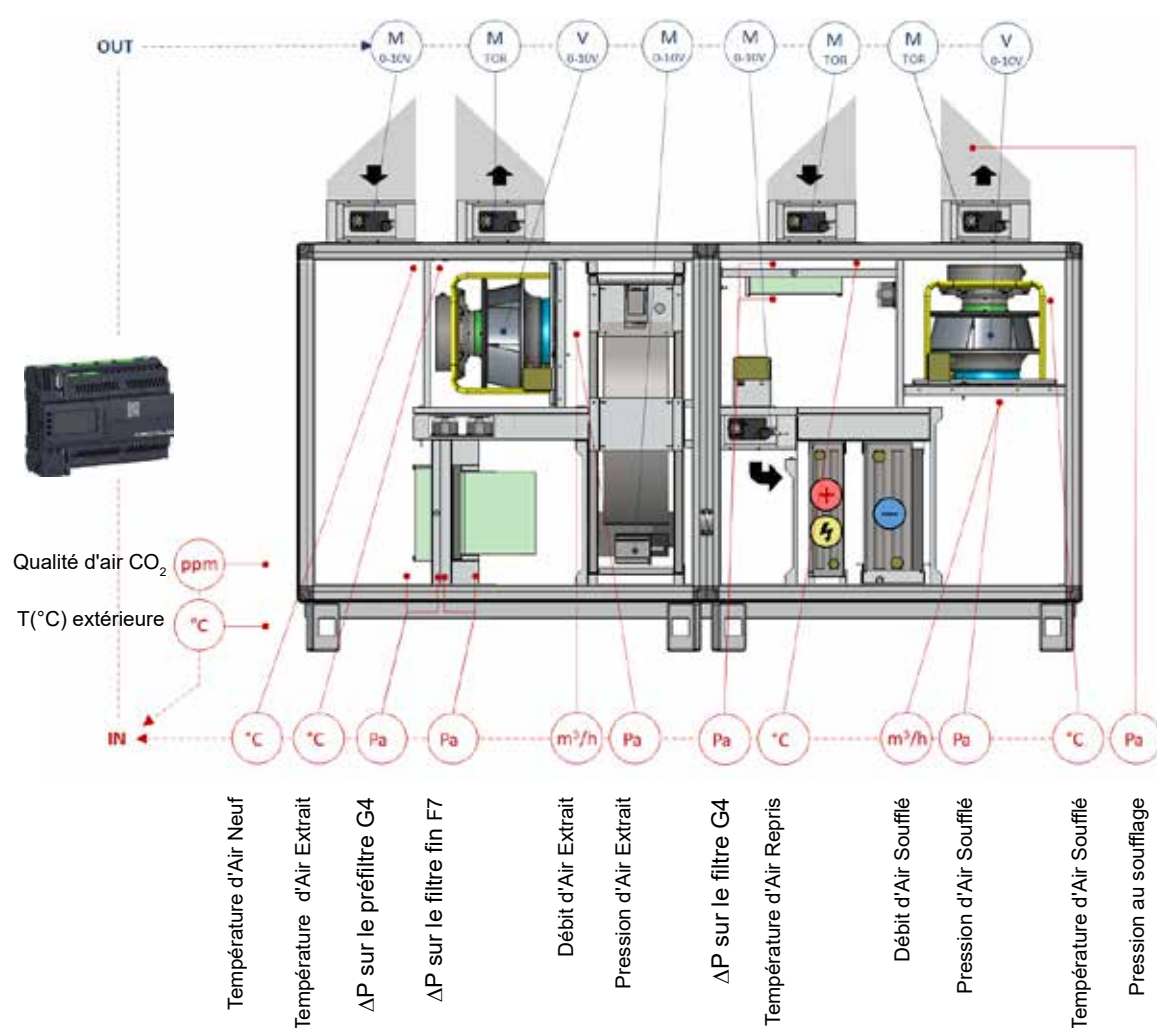 OUT
M
0-10V
M
TOR
V
0-10V
M
0-10V
M
0-10V
M
TOR
M
TOR
V
0-10V
Qualité d'air CO2
ppm
T(°C) extérieure
°C
IN
°C
°C
Pa
Pa
m³/h
Pa
Pa
°C
m³/h
Pa
°C
Pa
Température d'Air Neuf
Température d'Air Extrait
ΔP sur le préfiltre G4
ΔP sur le filtre fin F7
Débit d'Air Extrait
Pression d'Air Extrait
ΔP sur le filtre G4
Température d'Air Repris
Débit d'Air Soufflé
Pression d'Air Soufflé
Température d'Air Soufflé
Pression au soufflage